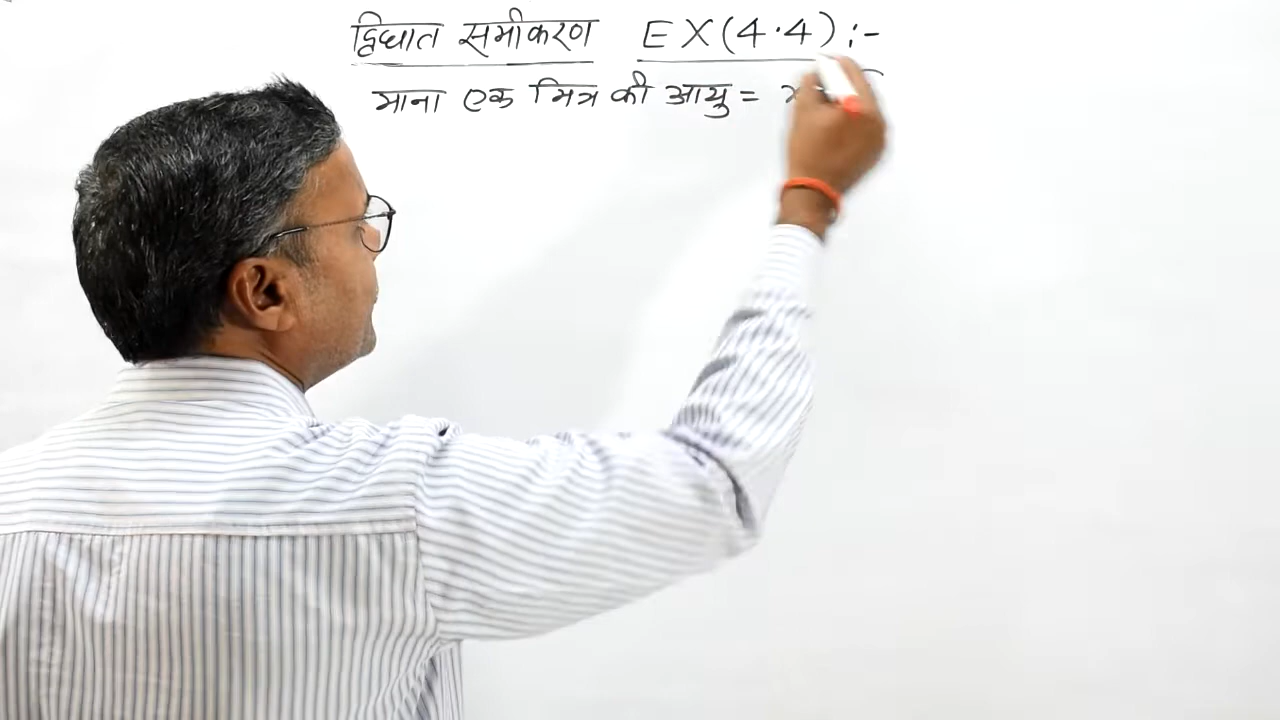 द्विघात समीकरण EX(4.4):-
माना एक मित्र की आयु = x